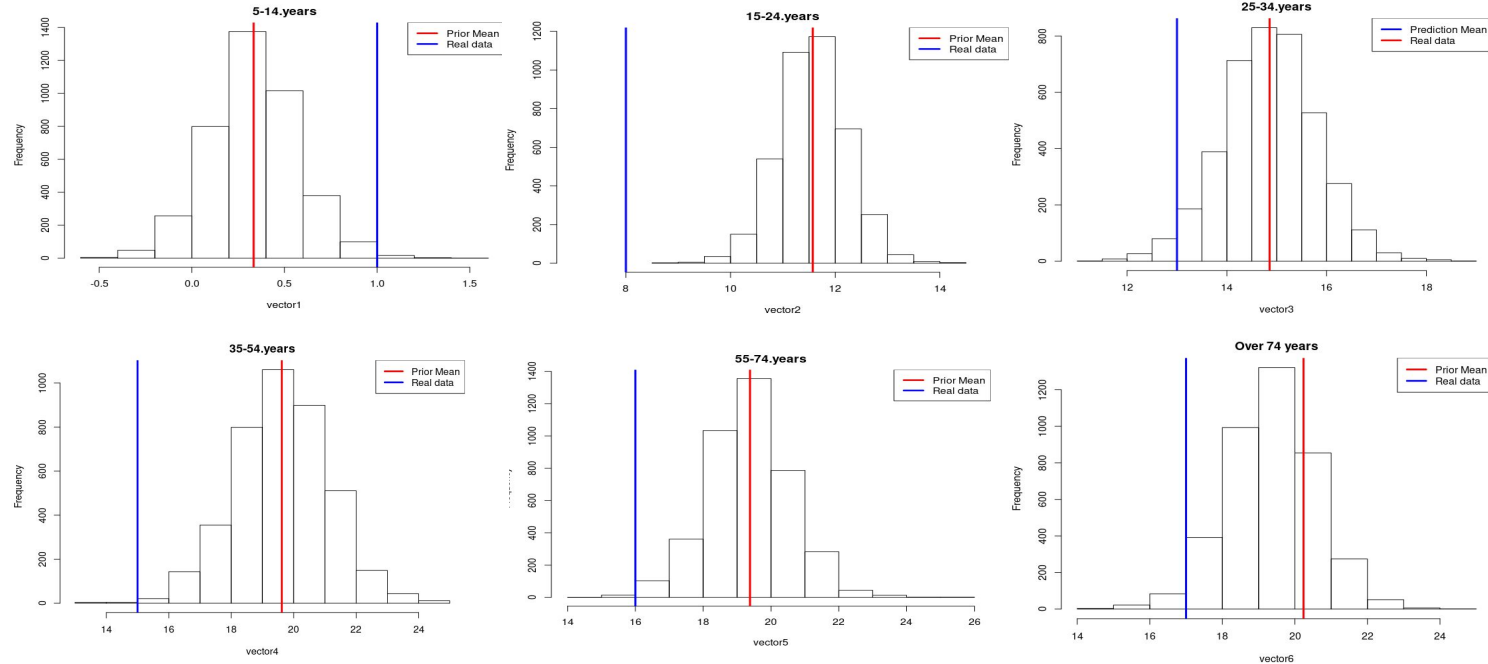 5-14.years
Prior Mean
Real data
Frequency
0 200 400 600 800 1000 1200 1400
-0.5 0.0 0.5 1.0 1.5
vector1
15-24.years
Prior Mean
Real data
Frequency
0 200 400 600 800 1000 1200
8 10 12 14
vector2
25-34.years
Prediction Mean
Real data
Frequency
0 200 400 600 800
12 14 16 18
vector3
35-54.years
Prior Mean
Real data
Frequency
0 200 400 600 800 1000
14 16 18 20 22 24
vector4
55-74.years
Prior Mean
Real data
0 200 400 600 800 1000 1200 1400
14 16 18 20 22 24 26
vector5
Over 74 years
Prior Mean
Real data
Frequency
0 200 400 600 800 1000 1200
14 16 18 20 22 24
vector6